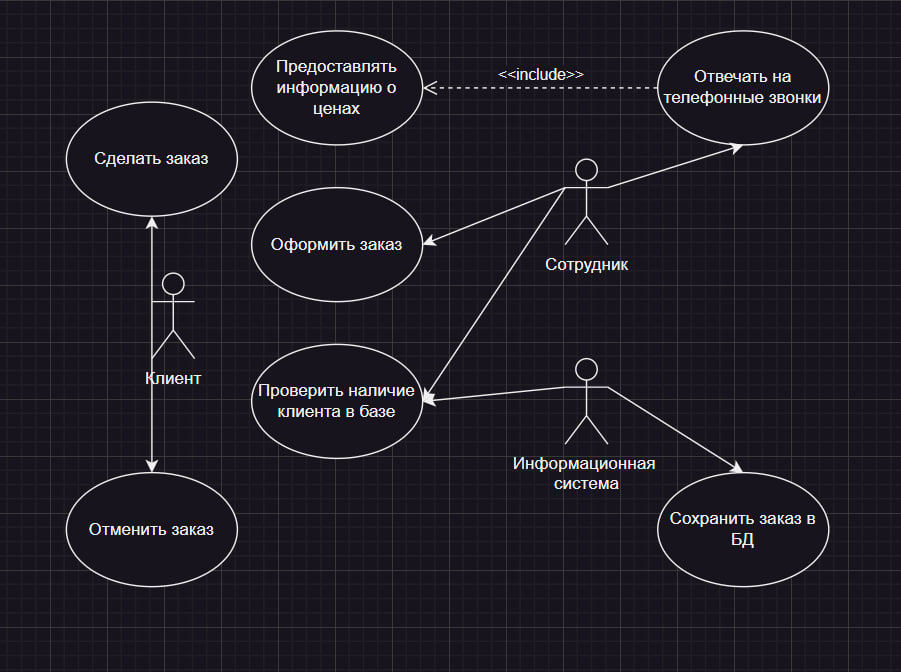 Предоставлять
информацию о
ценах
<<include>>
Отвечать на
телефонные звонки
Сделать заказ
Оформить заказ
Сотрудник
Клиент
Проверить наличие
клиента в базе
Информационная
система
Отменить заказ
Сохранить заказ в
БД